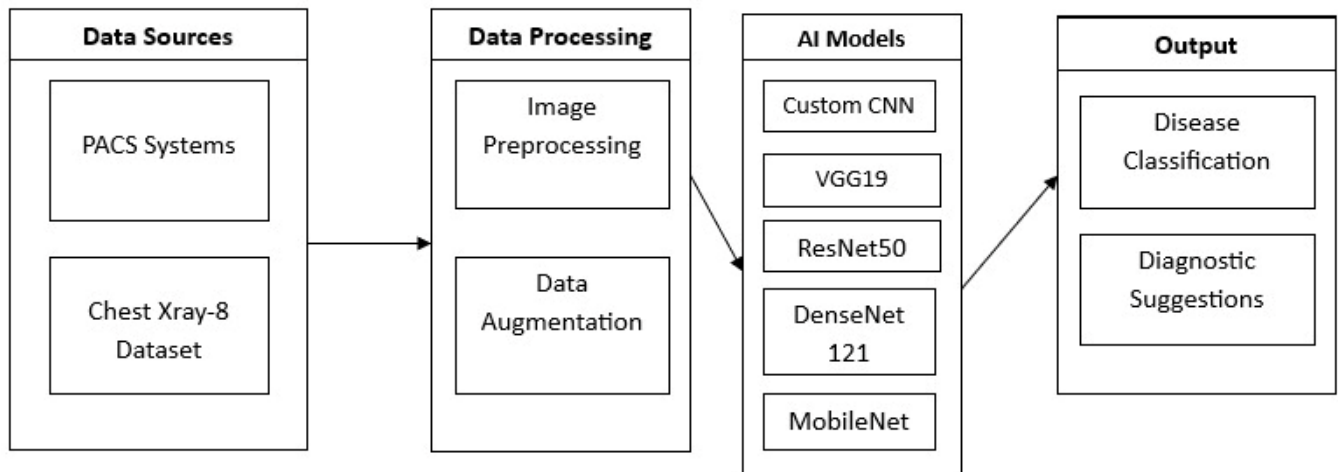 Data Sources
PACS Systems
Chest Xray-8
Dataset
Data Processing
Image
Preprocessing
Data
Augmentation
AI Models
Custom CNN
VGG19
ResNet50
DenseNet
121
MobileNet
Output
Disease
Classification
Diagnostic
Suggestions